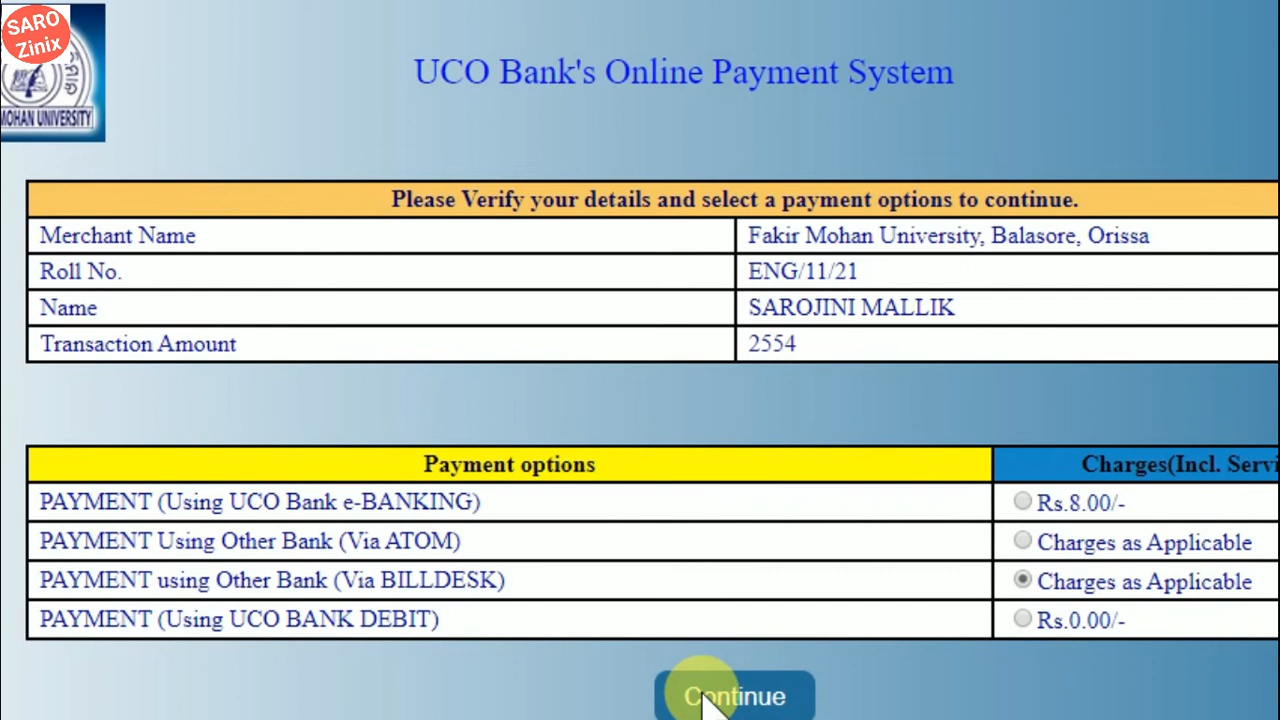 SARO
Zinix
MOHAN UNIVERSITY
UCO Bank's Online Payment System
Please Verify your details and select a payment options to continue.
Merchant Name Fakir Mohan University, Balasore, Orissa
Roll No. ENG/11/21
Name SAROJINI MALLIK
Transaction Amount 2554
Payment options Charges(Incl. Servi
PAYMENT (Using UCO Bank e-BANKING) Rs.8.00/-
PAYMENT Using Other Bank (Via ATOM) Charges as Applicable
PAYMENT using Other Bank (Via BILLDESK) Charges as Applicable
PAYMENT (Using UCO BANK DEBIT) Rs.0.00/-
Continue